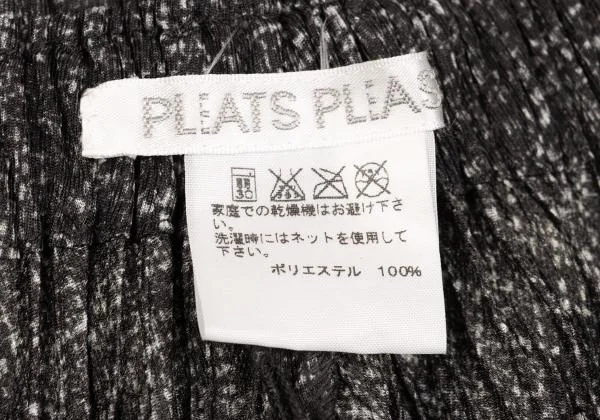 PLEATS PLEAS
30
家庭での乾燥機はお避け下さ
い。
洗濯時にはネットを使用して
下さい。
ポリエステル 100%